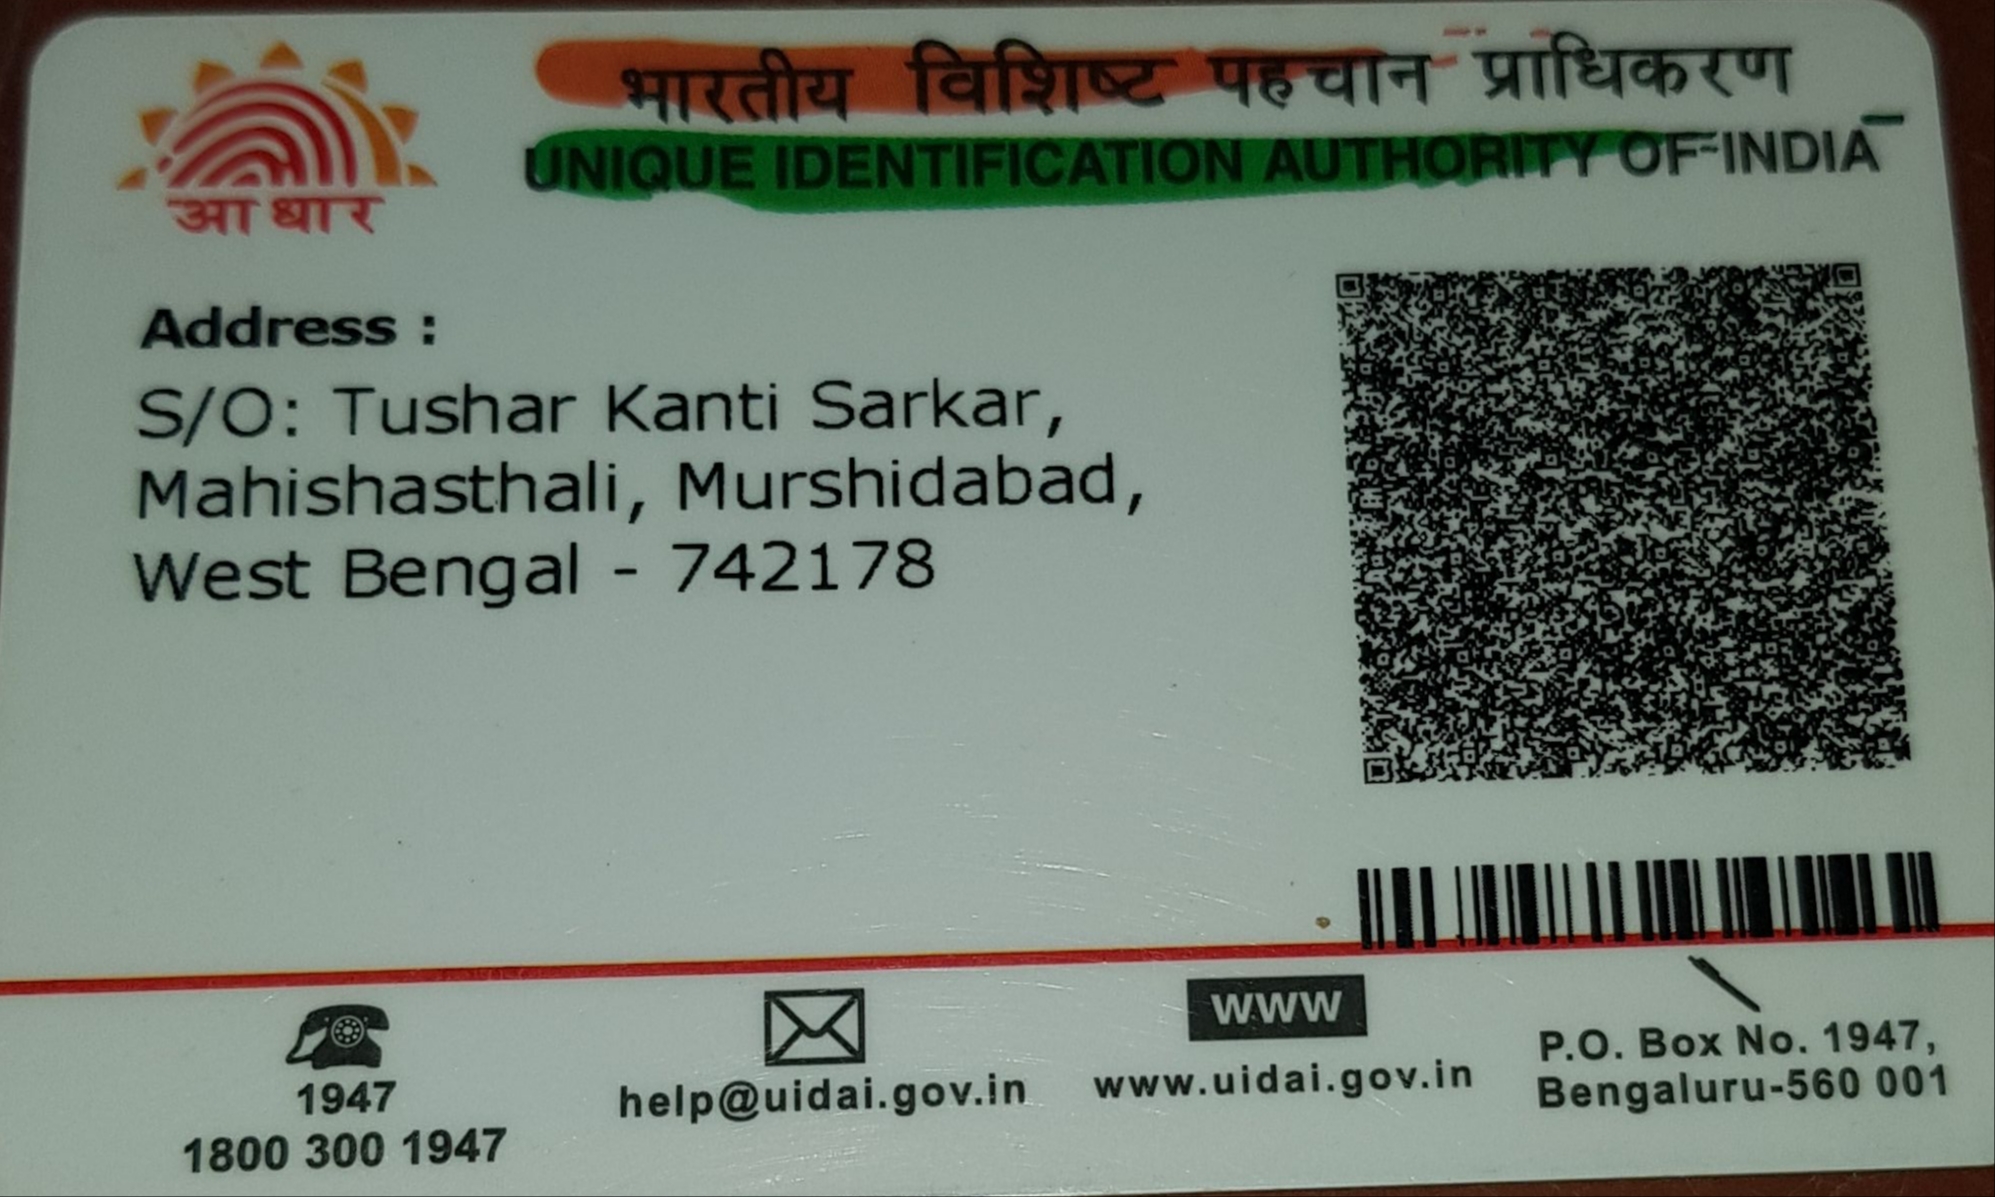 भारतीय विशिष्ट पहचान प्राधिकरण
UNIQUE IDENTIFICATION AUTHORITY OF INDIA
आधार
Address :
S/O: Tushar Kanti Sarkar,
Mahishasthali, Murshidabad,
West Bengal - 742178
1947
1800 300 1947
help@uidai.gov.in
www
www.uidai.gov.in
P.O. Box No. 1947,
Bengaluru-560 001